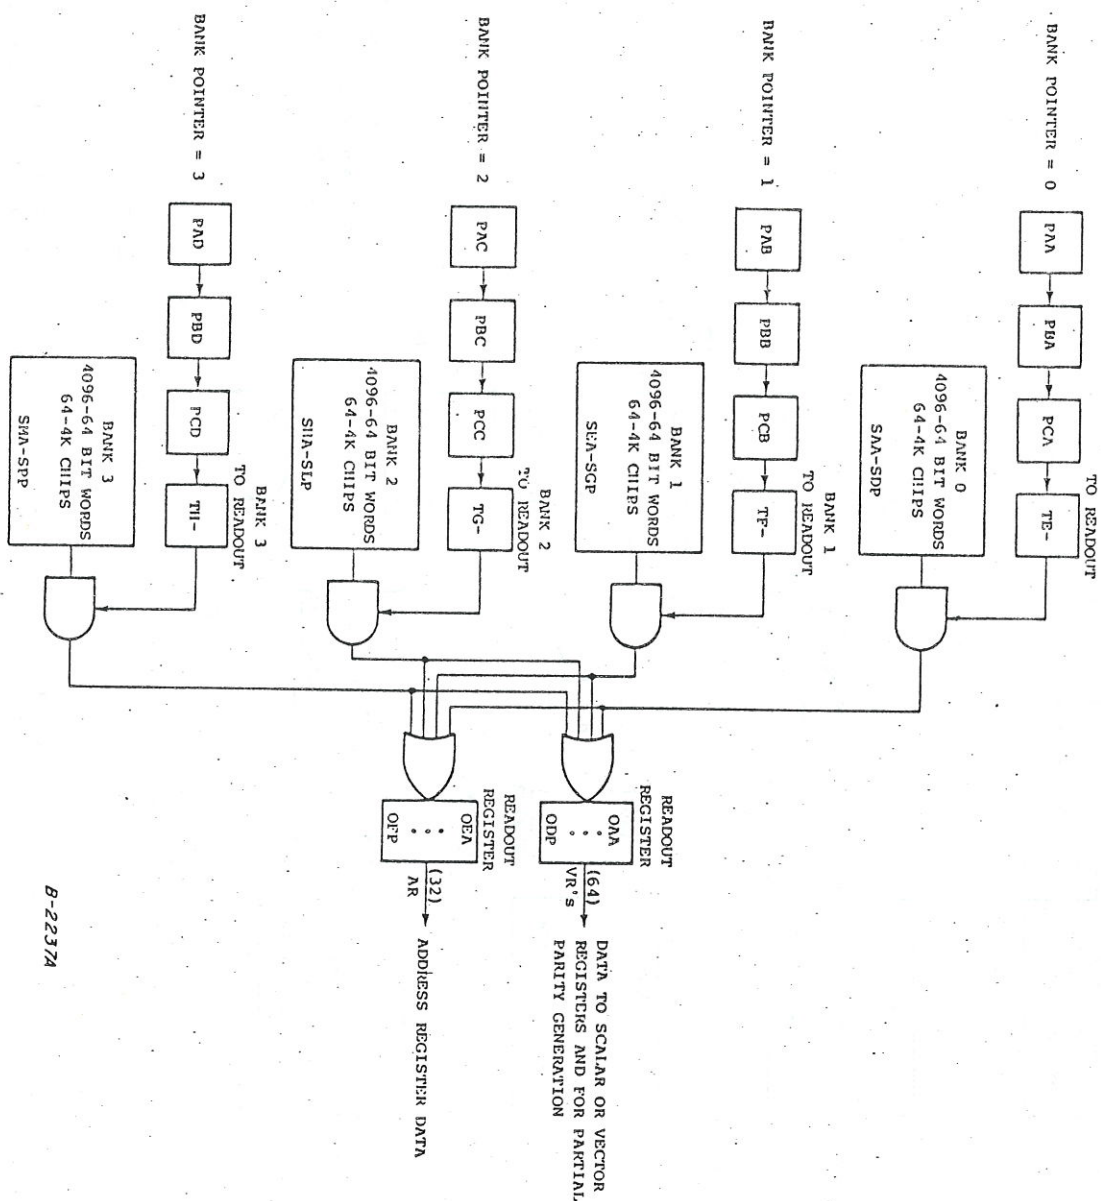 BANK POINTER = 0
PAA
PBA
PCA
TO READOUT
TE-
BANK 0
4096-64 BIT WORDS
64-4K CHIPS
SAA-SDP
BANK POINTER = 1
PAB
PBB
PCB
BANK 1
TO READOUT
TF-
BANK 1
4096-64 BIT WORDS
64-4K CHIPS
SEA-SGP
BANK POINTER = 2
PAC
PBC
PCC
BANK 2
TO READOUT
TG-
BANK 2
4096-64 BIT WORDS
64-4K CHIPS
SHA-SLP
BANK POINTER = 3
PAD
PBD
PCD
BANK 3
TO READOUT
TH-
BANK 3
4096-64 BIT WORDS
64-4K CHIPS
SMA-SPP
READOUT
REGISTER
OAA
ODP
(64)
VR's
DATA TO SCALAR OR VECTOR
REGISTERS AND FOR PARTIAL
PARITY GENERATION
READOUT
REGISTER
OEA
OFP
(32)
AR
ADDRESS REGISTER DATA
B-2237A